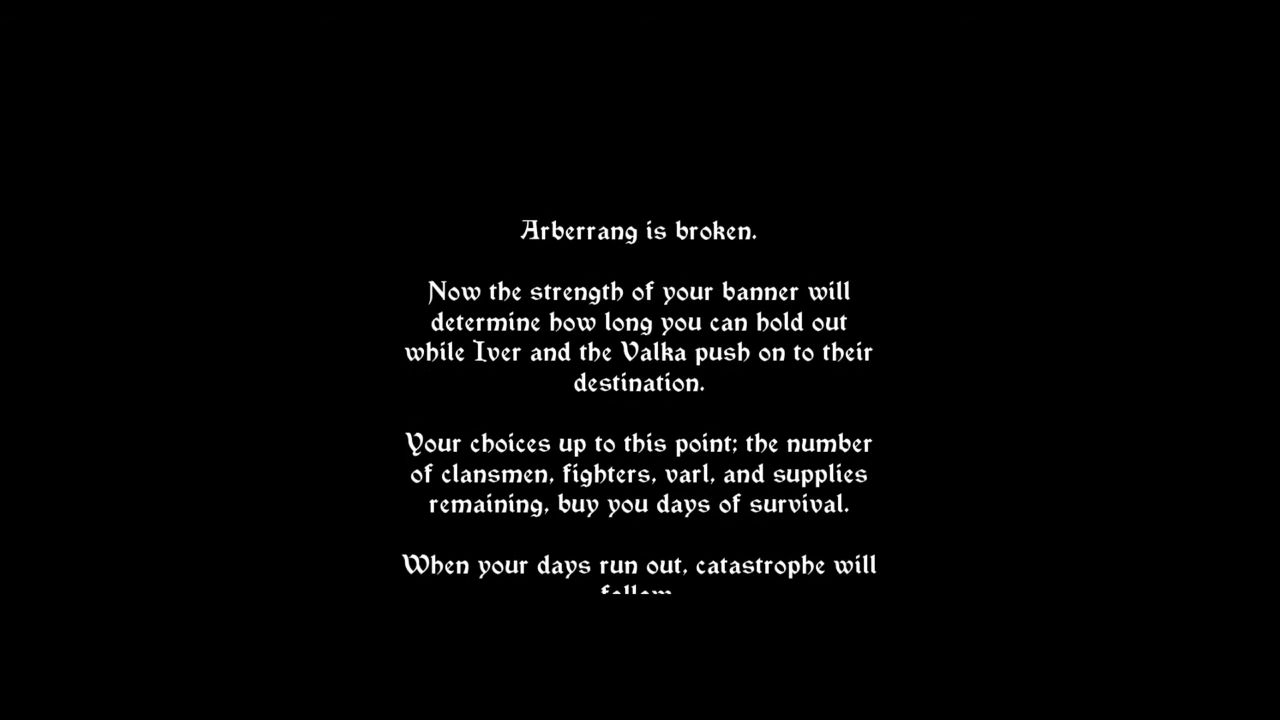 Arberrang is broken.
Now the strength of your banner will
determine how long you can hold out
while Iver and the Valka push on to their
destination.
Your choices up to this point; the number
of clansmen, fighters, varl, and supplies
remaining, buy you days of survival.
When your days run out, catastrophe will
follow